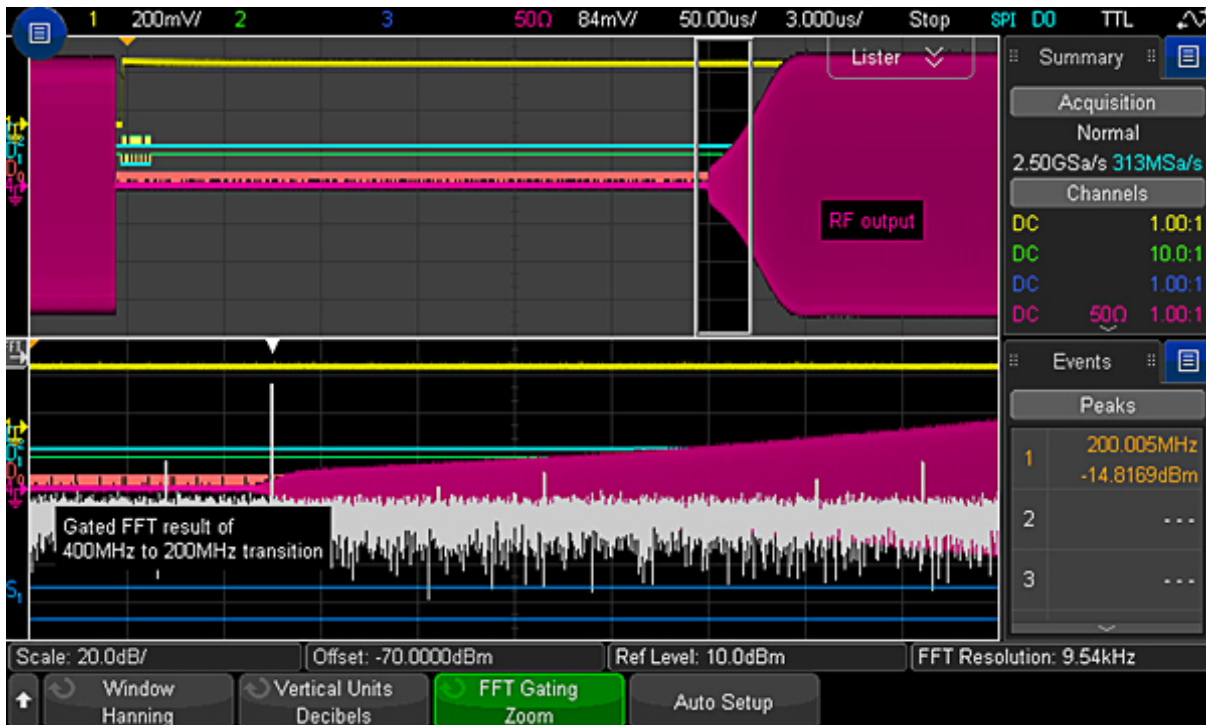 1 200mV/ 2 3 50Ω 84mV/ 50.00us/ 3.000us/ Stop SPI D0 TTL
Lister
RF output
Summary
Acquisition
Normal
2.50GSa/s 313MSa/s
Channels
DC 1.00:1
DC 10.0:1
DC 1.00:1
DC 50Ω 1.00:1
Gated FFT result of
400MHz to 200MHz transition
S1
Events
Peaks
1 200.005MHz
-14.8169dBm
2 ---
3 ---
Scale: 20.0dB/ Offset: -70.0000dBm Ref Level: 10.0dBm FFT Resolution: 9.54kHz
Window
Hanning
Vertical Units
Decibels
FFT Gating
Zoom
Auto Setup